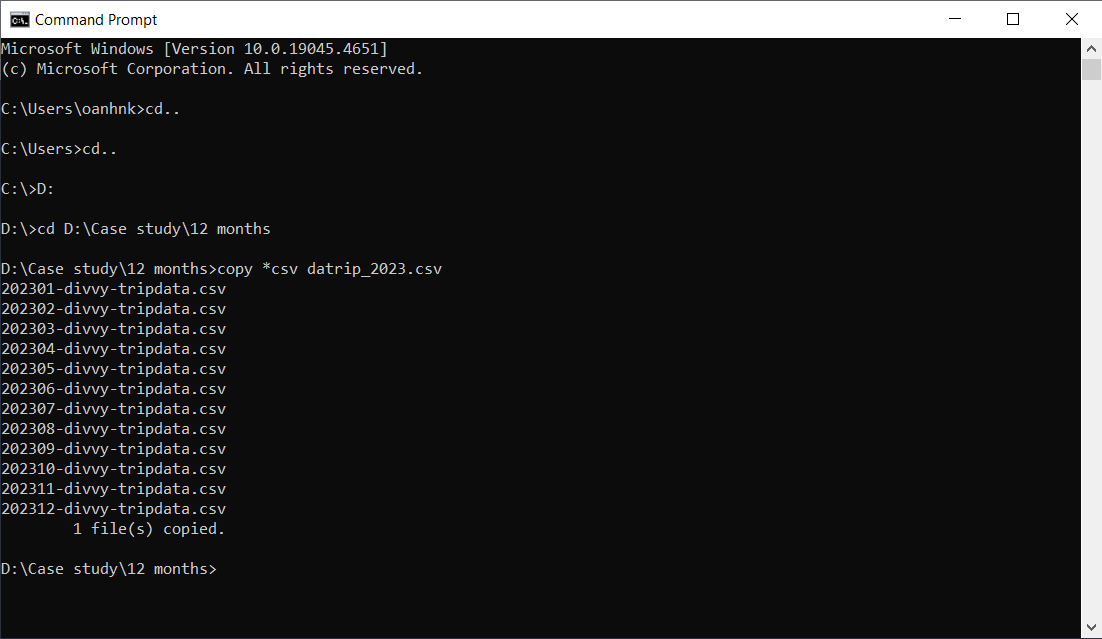 Command Prompt
Microsoft Windows [Version 10.0.19045.4651]
(c) Microsoft Corporation. All rights reserved.
C:\Users\oanhnk>cd..
C:\Users>cd..
C:\>D:
D:\>cd D:\Case study\12 months
D:\Case study\12 months>copy *csv datrip_2023.csv
202301-divvy-tripdata.csv
202302-divvy-tripdata.csv
202303-divvy-tripdata.csv
202304-divvy-tripdata.csv
202305-divvy-tripdata.csv
202306-divvy-tripdata.csv
202307-divvy-tripdata.csv
202308-divvy-tripdata.csv
202309-divvy-tripdata.csv
202310-divvy-tripdata.csv
202311-divvy-tripdata.csv
202312-divvy-tripdata.csv
        1 file(s) copied.
D:\Case study\12 months>